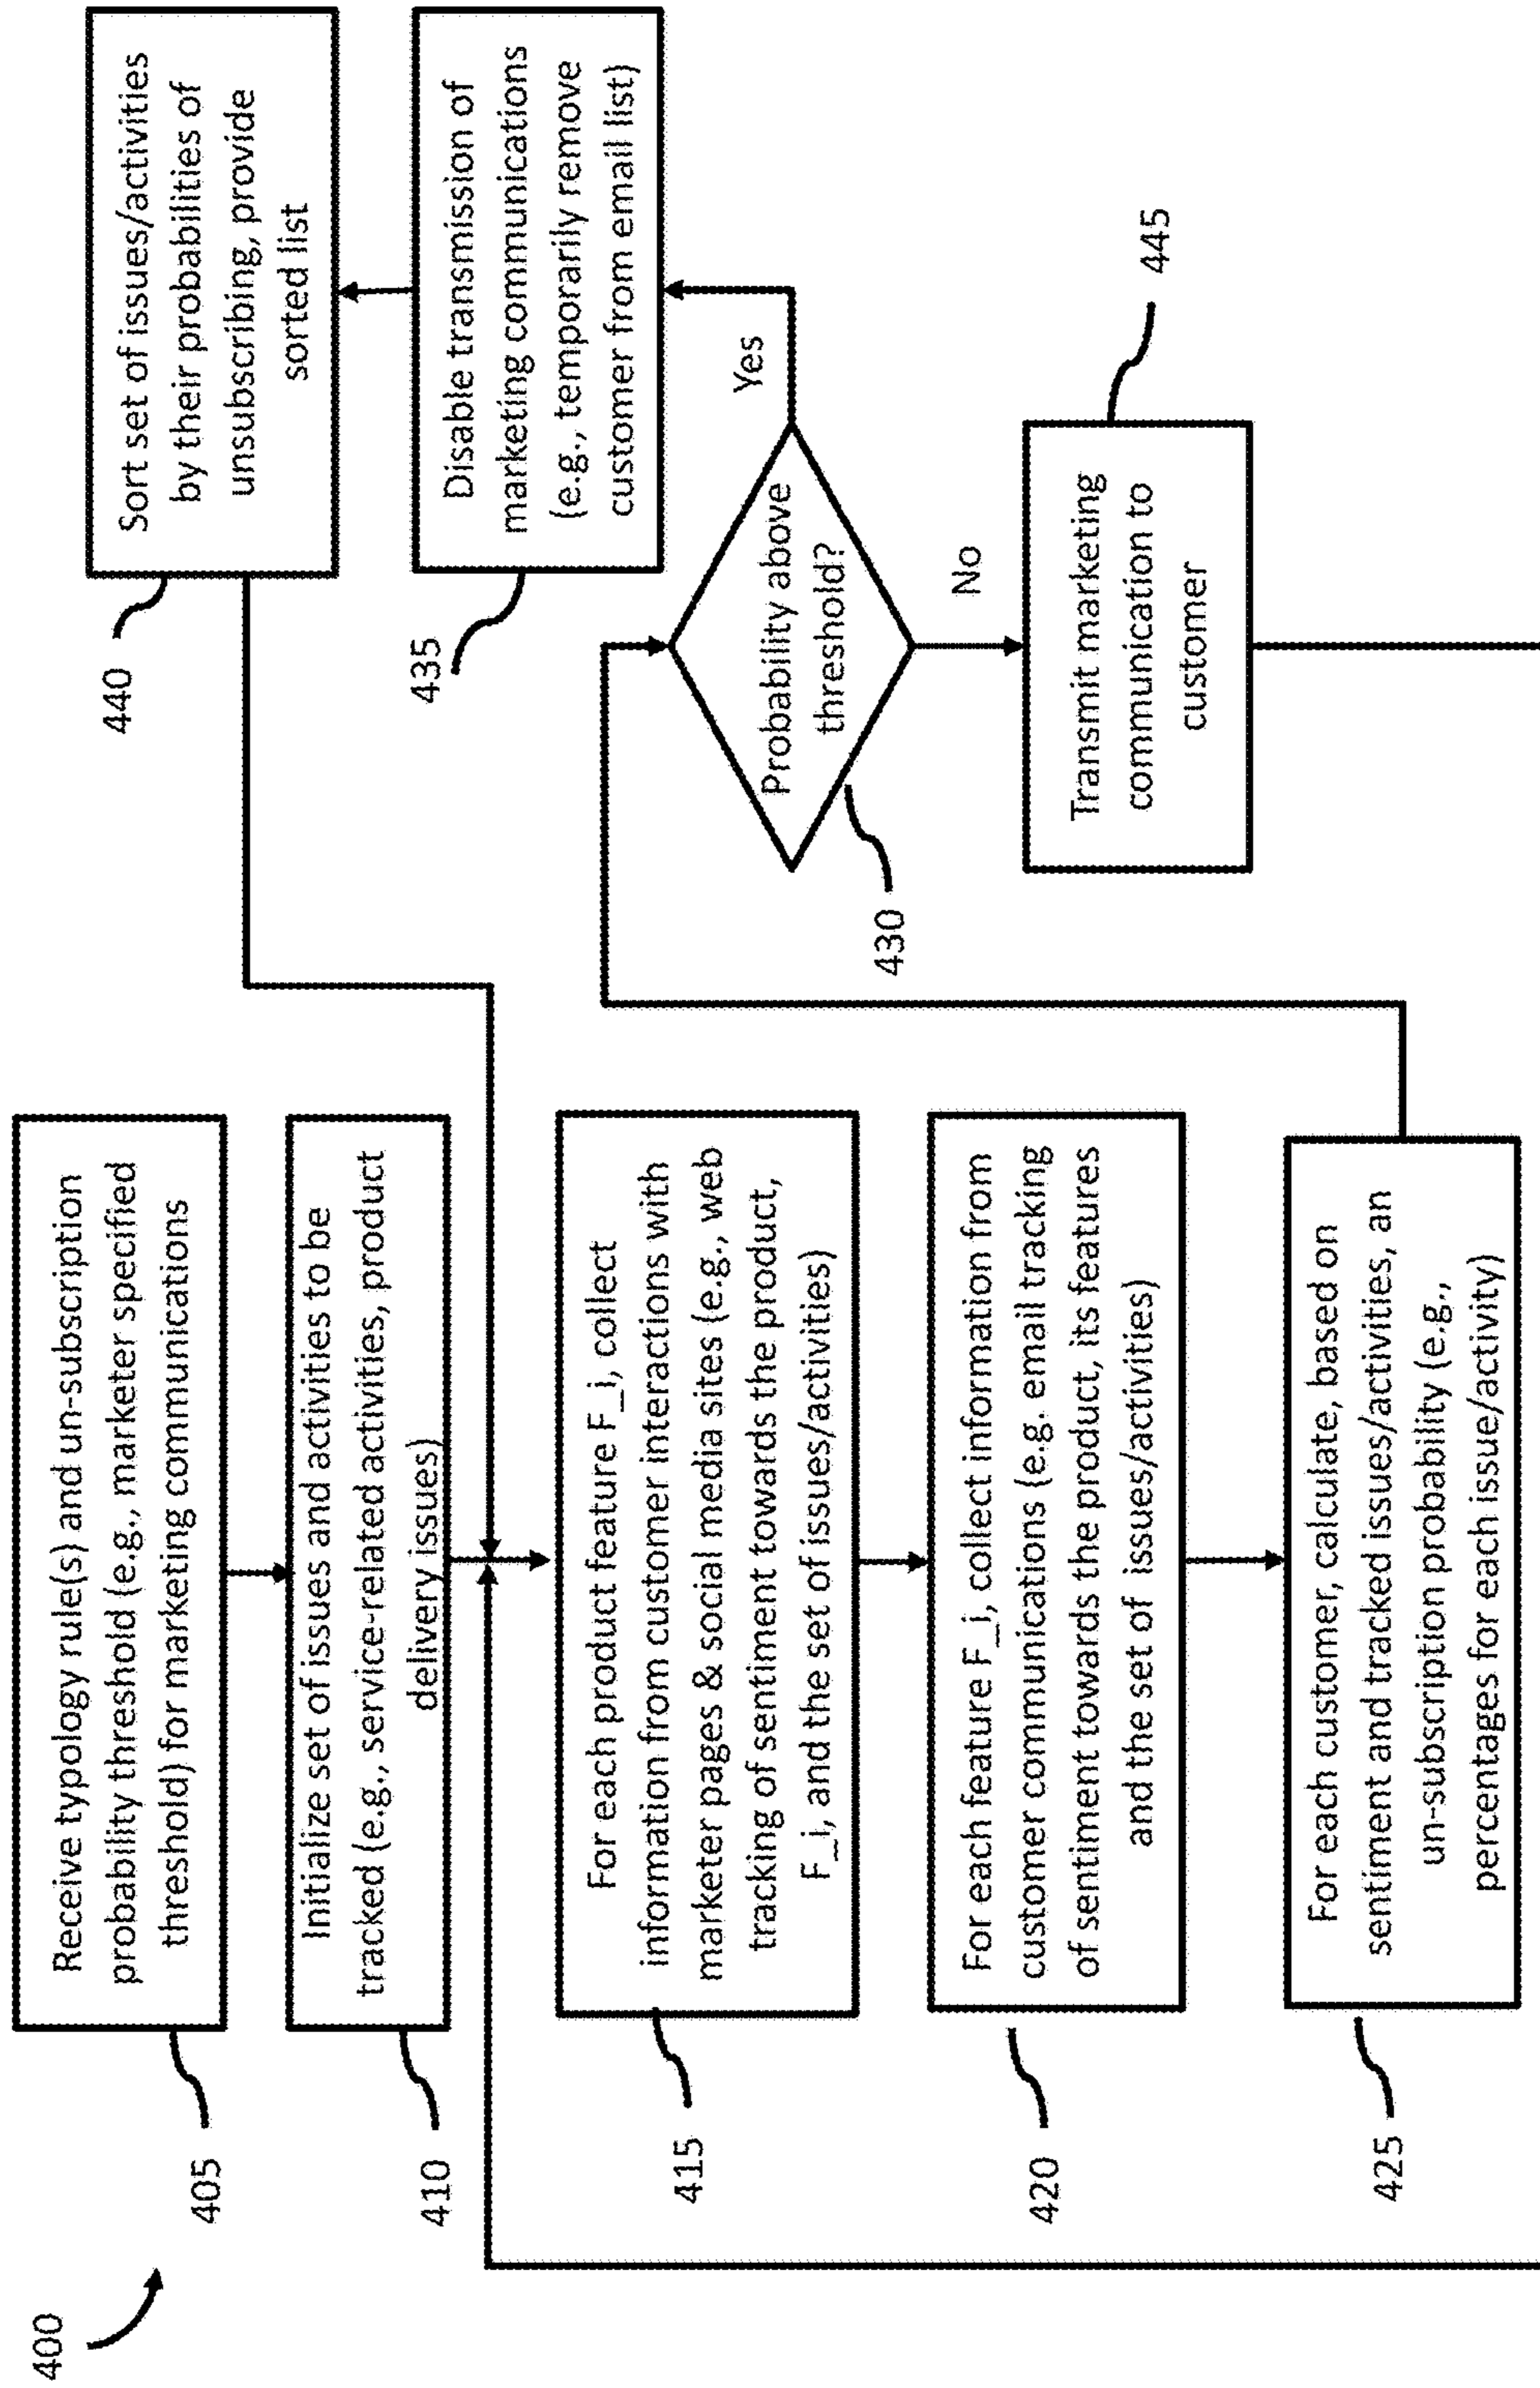 400
405
Receive typology rule(s) and un-subscription
probability threshold (e.g., marketer specified
threshold) for marketing communications
410
Initialize set of issues and activities to be
tracked (e.g., service-related activities, product
delivery issues)
415
For each product feature F_i, collect
information from customer interactions with
marketer pages & social media sites (e.g., web
tracking of sentiment towards the product,
F_i, and the set of issues/activities)
420
For each feature F_i, collect information from
customer communications (e.g. email tracking
of sentiment towards the product, its features
and the set of issues/activities)
425
For each customer, calculate, based on
sentiment and tracked issues/activities, an
un-subscription probability (e.g.,
percentages for each issue/activity)
430
Probability above
threshold?
Yes
No
435
Disable transmission of
marketing communications
(e.g., temporarily remove
customer from email list)
440
Sort set of issues/activities
by their probabilities of
unsubscribing, provide
sorted list
445
Transmit marketing
communication to
customer